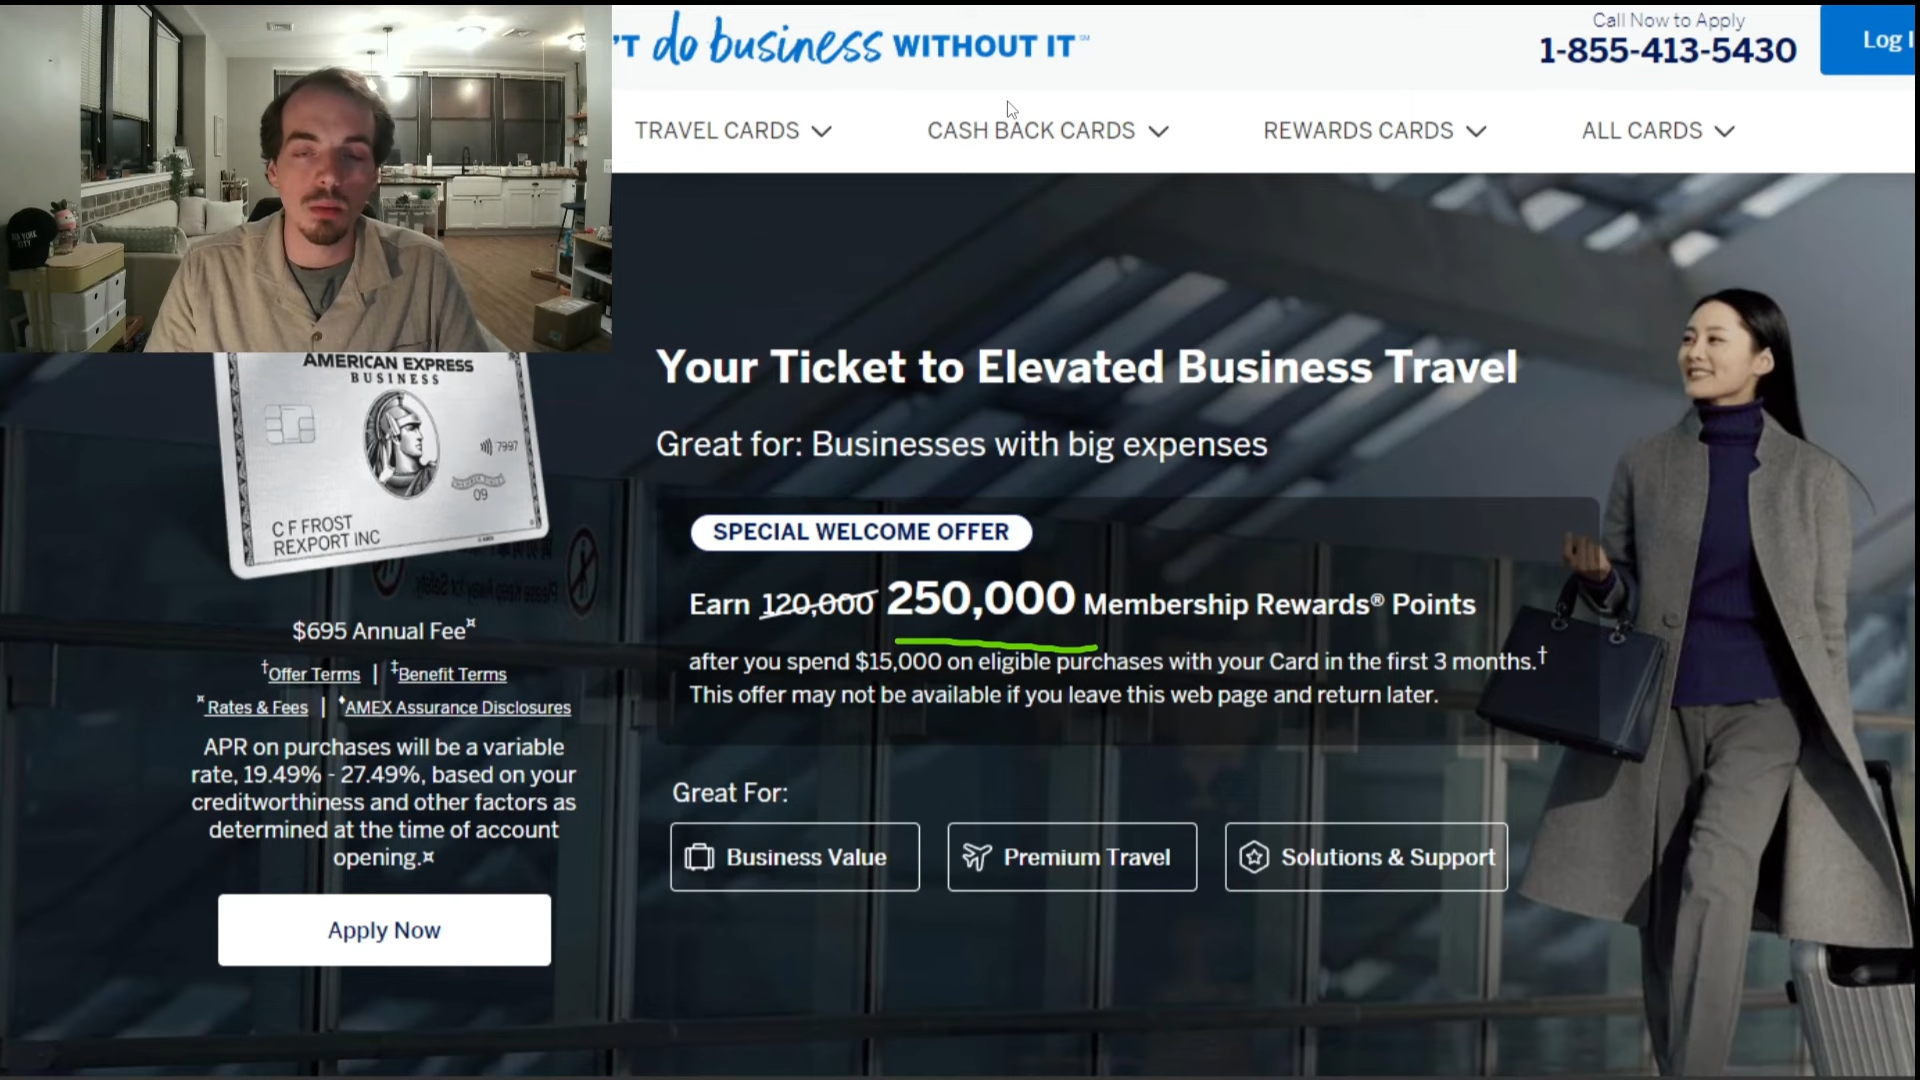 'T do business WITHOUT IT℠
Call Now to Apply
1-855-413-5430
Log I
TRAVEL CARDS
CASH BACK CARDS
REWARDS CARDS
ALL CARDS
YORK
CITY
AMERICAN EXPRESS
BUSINESS
7997
09
C F FROST
REXPORT INC
$695 Annual Fee¤
†Offer Terms | ‡Benefit Terms
¤Rates & Fees | ♦AMEX Assurance Disclosures
APR on purchases will be a variable
rate, 19.49% - 27.49%, based on your
creditworthiness and other factors as
determined at the time of account
opening.¤
Apply Now
Your Ticket to Elevated Business Travel
Great for: Businesses with big expenses
SPECIAL WELCOME OFFER
Earn 120,000 250,000 Membership Rewards® Points
after you spend $15,000 on eligible purchases with your Card in the first 3 months.†
This offer may not be available if you leave this web page and return later.
Great For:
Business Value
Premium Travel
Solutions & Support